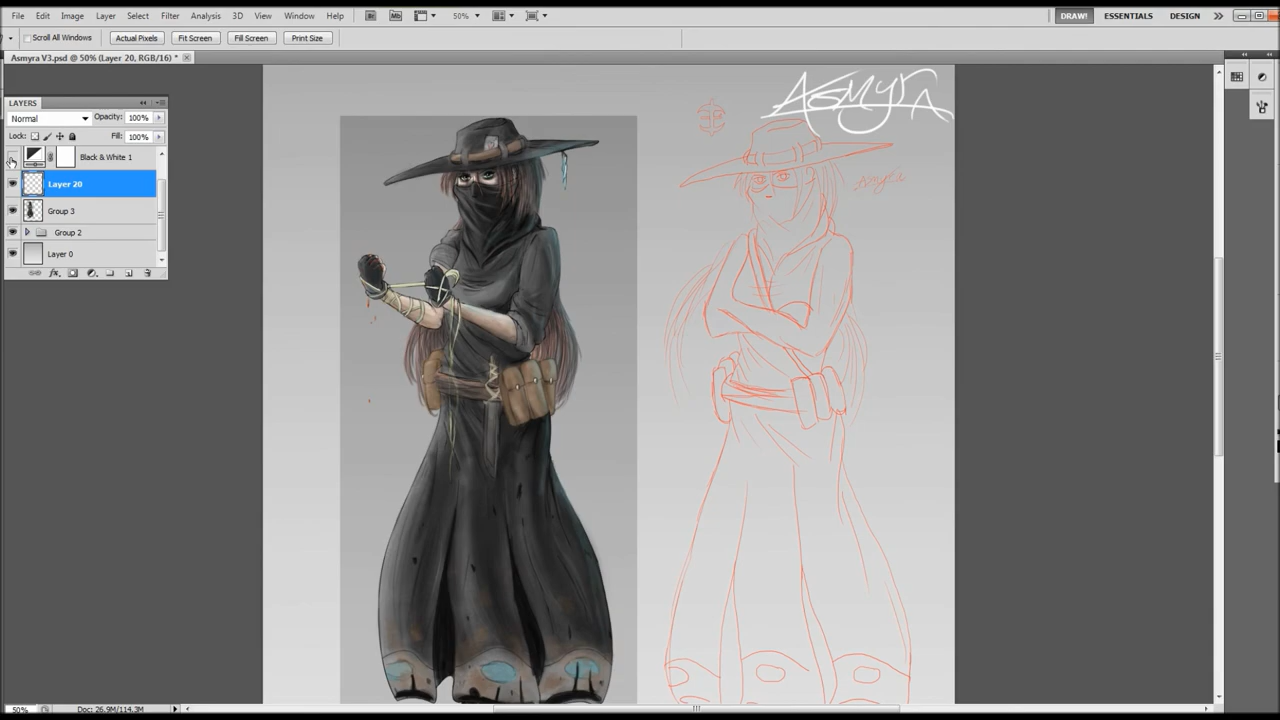 File Edit Image Layer Select Filter Analysis 3D View Window Help Br Mb 50% DRAW! ESSENTIALS DESIGN
Scroll All Windows Actual Pixels Fit Screen Fill Screen Print Size
Asmyra V3.psd @ 50% (Layer 20, RGB/16) *
LAYERS
Normal Opacity: 100%
Lock: Fill: 100%
Black & White 1
Layer 20
Group 3
Group 2
Layer 0
Asmyra
Asmyra
50% Doc: 26.9M/114.3M